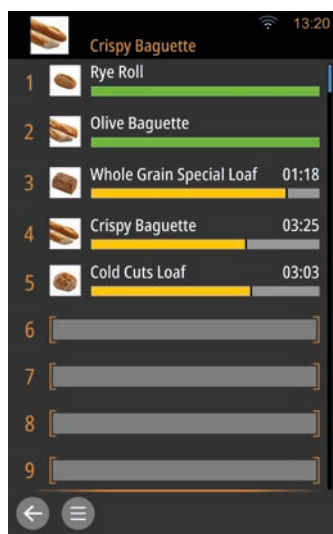 13:20
Crispy Baguette
1 Rye Roll
2 Olive Baguette
3 Whole Grain Special Loaf 01:18
4 Crispy Baguette 03:25
5 Cold Cuts Loaf 03:03
6
7
8
9